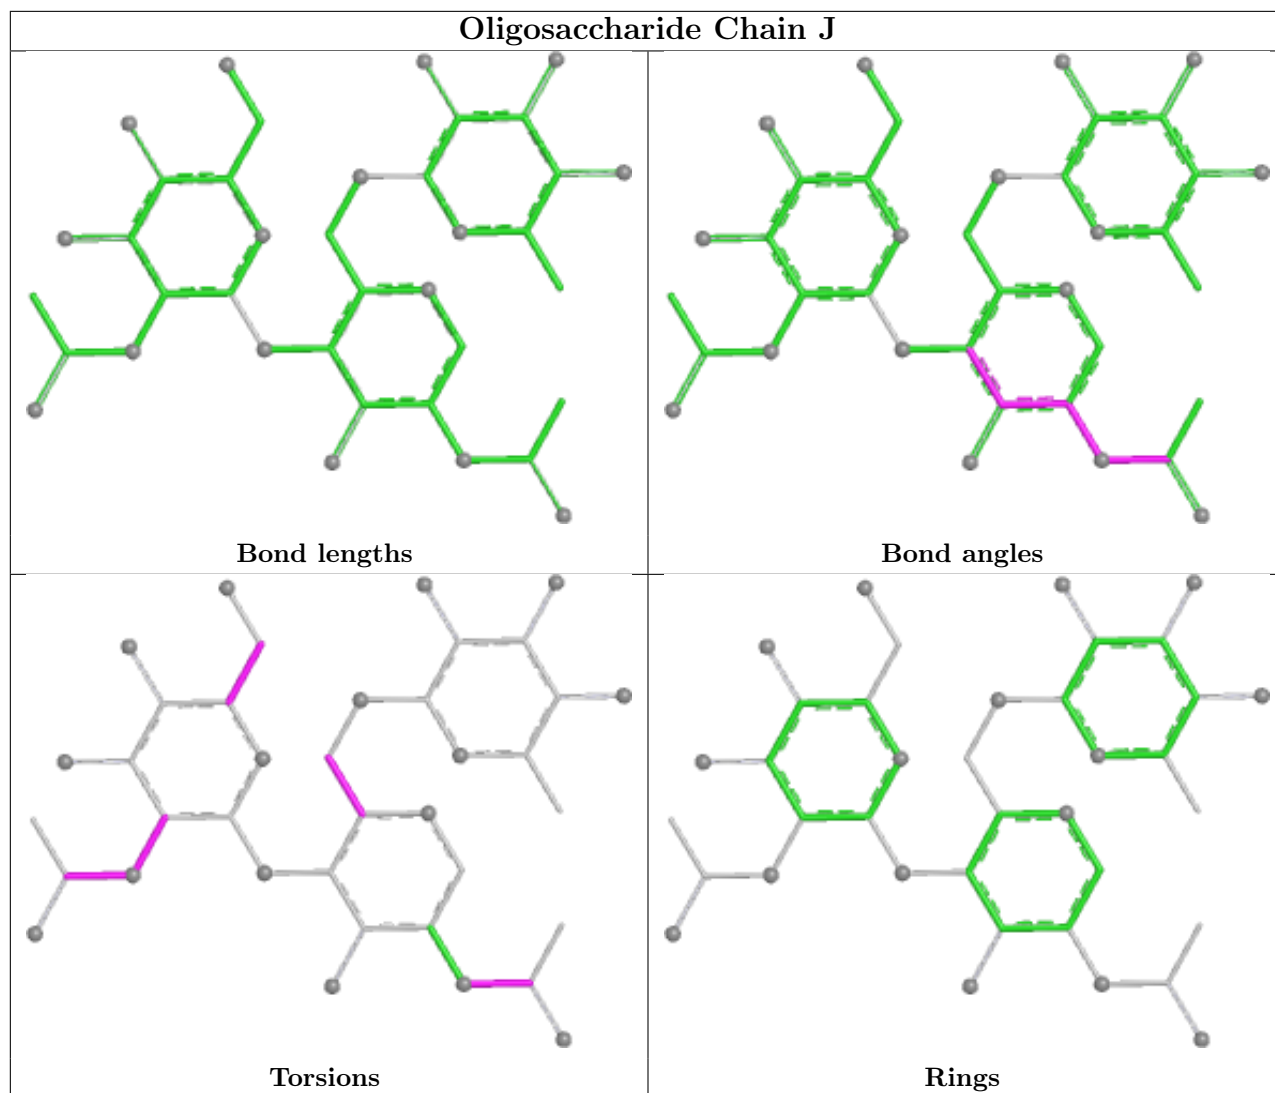 Oligosaccharide Chain J
Bond lengths
Bond angles
Torsions
Rings